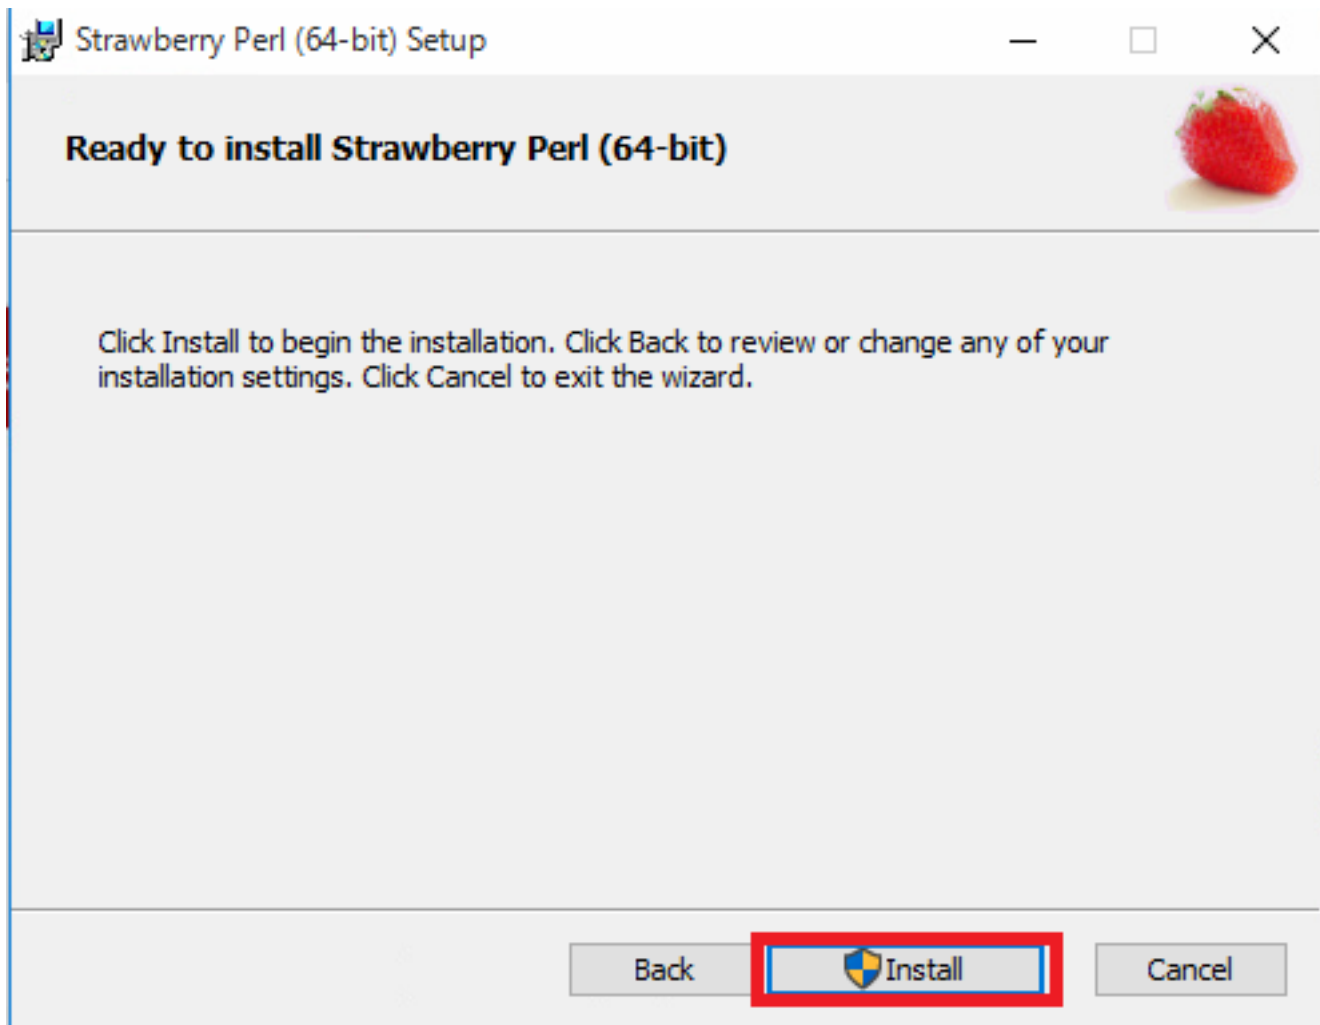 Strawberry Perl (64-bit) Setup
Ready to install Strawberry Perl (64-bit)
Click Install to begin the installation. Click Back to review or change any of your
installation settings. Click Cancel to exit the wizard.
Back
Install
Cancel